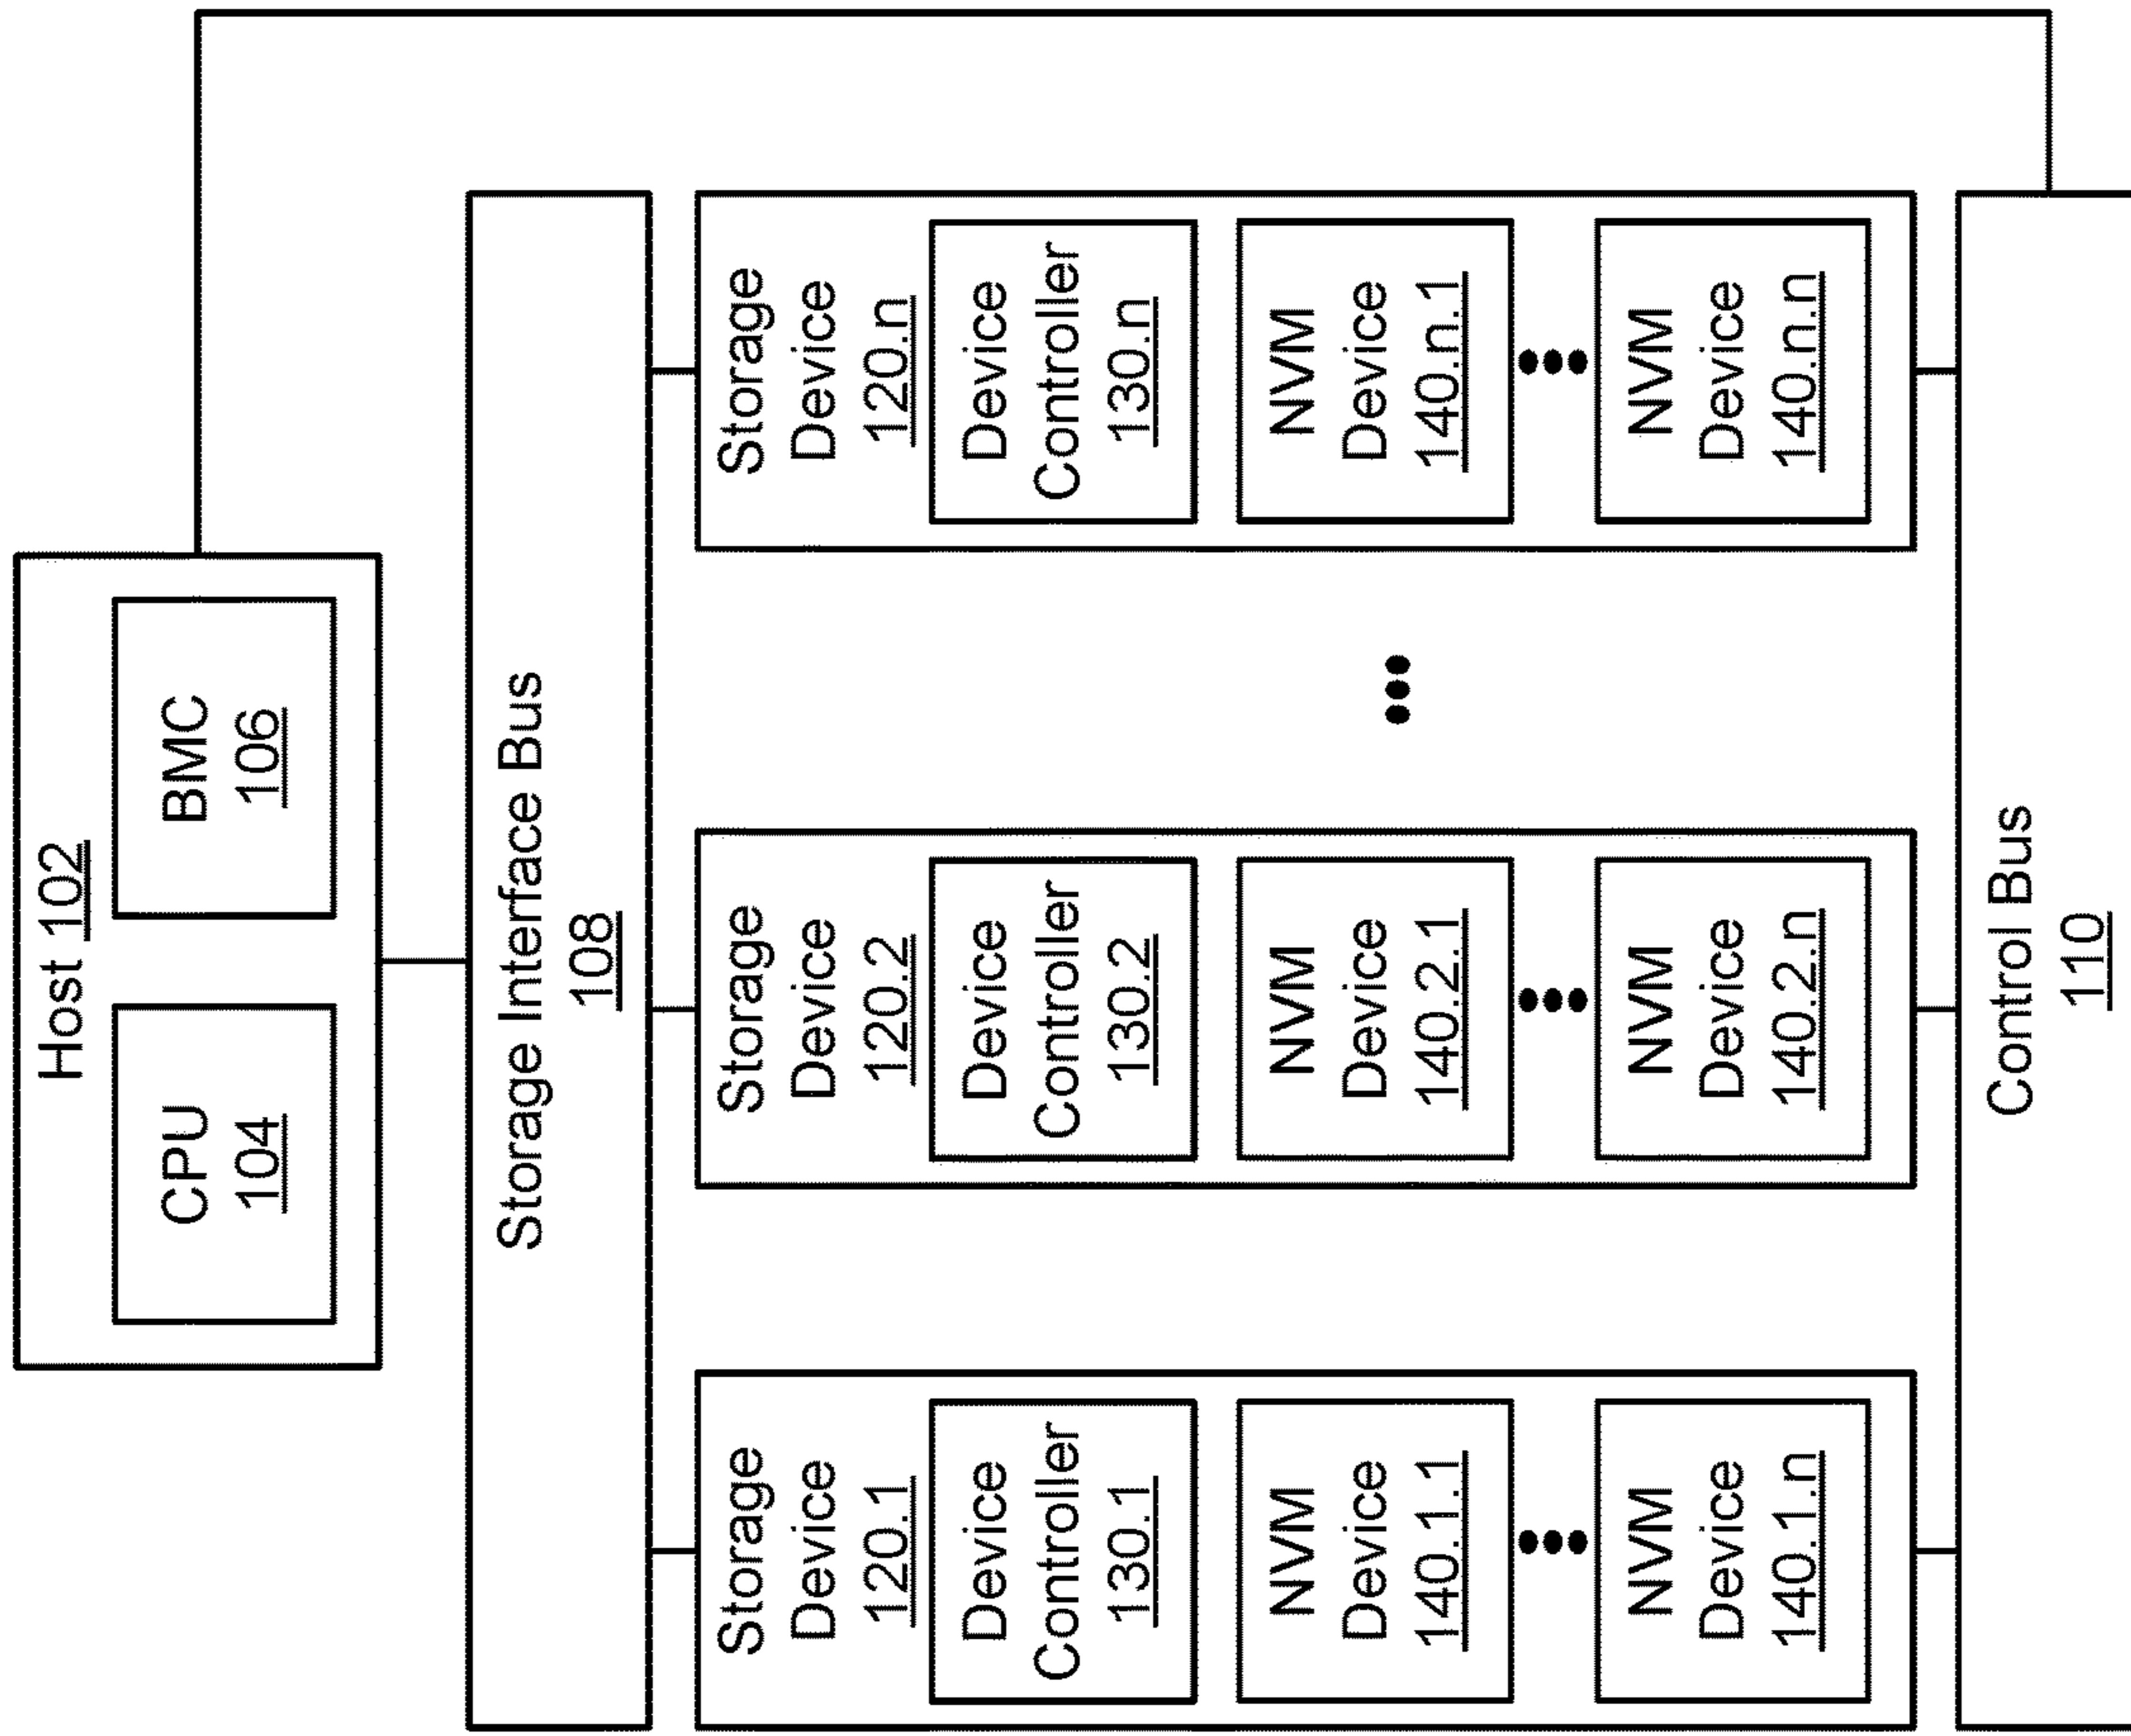 Host 102
CPU
104
BMC
106
Storage Interface Bus
108
Storage
Device
120.1
Device
Controller
130.1
NVM
Device
140.1.1
NVM
Device
140.1.n
Storage
Device
120.2
Device
Controller
130.2
NVM
Device
140.2.1
NVM
Device
140.2.n
Storage
Device
120.n
Device
Controller
130.n
NVM
Device
140.n.1
NVM
Device
140.n.n
Control Bus
110